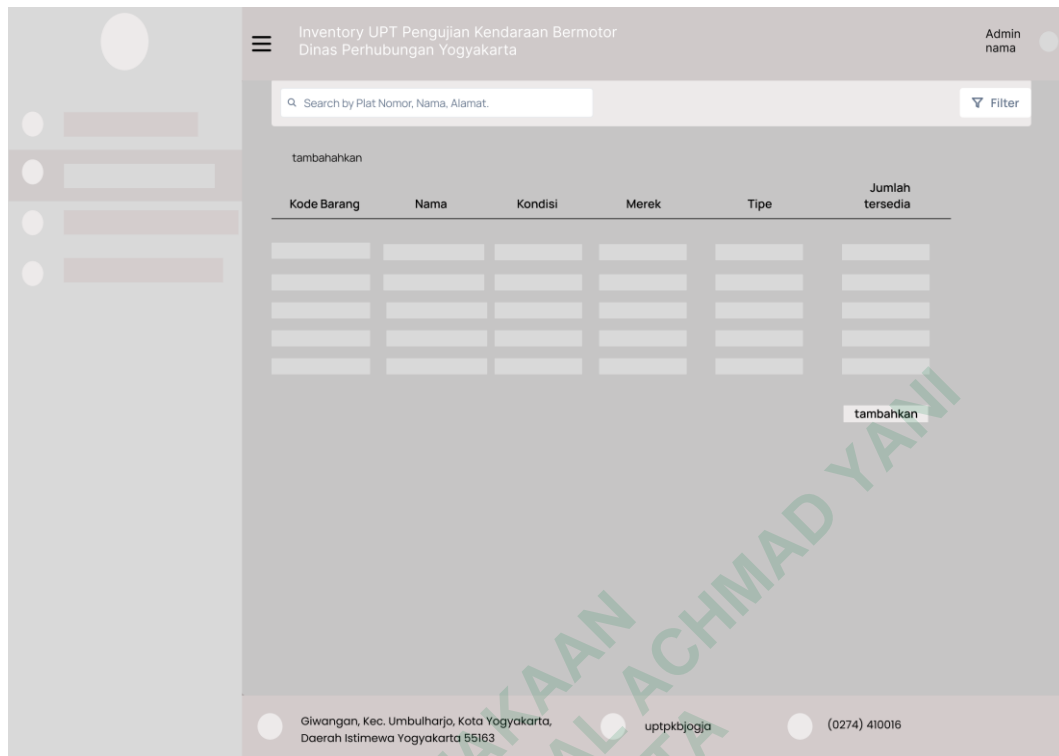 Inventory UPT Pengujian Kendaraan Bermotor
Dinas Perhubungan Yogyakarta
Admin
nama
Search by Plat Nomor, Nama, Alamat.
Filter
tambahahkan
Kode Barang Nama Kondisi Merek Tipe Jumlah
tersedia
tambahkan
Giwangan, Kec. Umbulharjo, Kota Yogyakarta,
Daerah Istimewa Yogyakarta 55163
uptpkbjogja
(0274) 410016
ACHMAD YANI